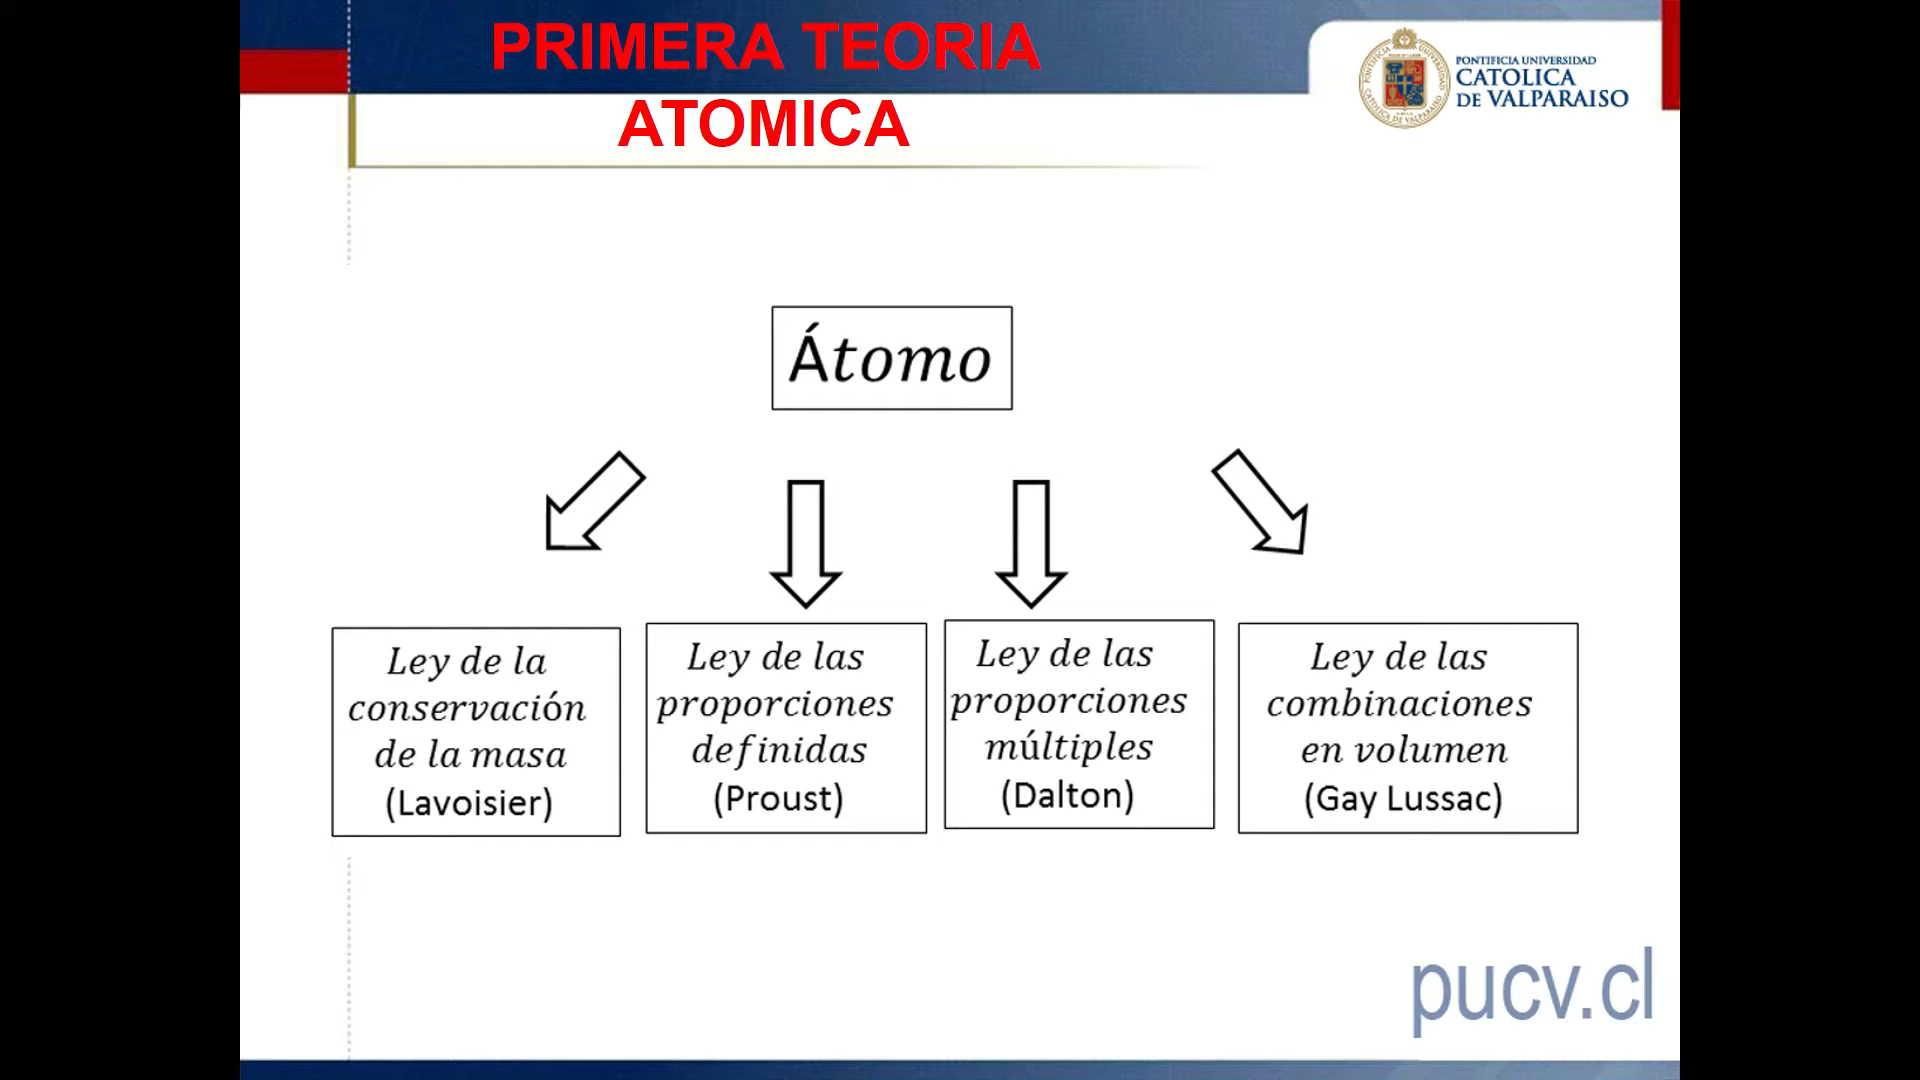 PRIMERA TEORIA
ATOMICA
PONTIFICIA UNIVERSIDAD
CATOLICA
DE VALPARAISO
Átomo
Ley de la
conservación
de la masa
(Lavoisier)
Ley de las
proporciones
definidas
(Proust)
Ley de las
proporciones
múltiples
(Dalton)
Ley de las
combinaciones
en volumen
(Gay Lussac)
pucv.cl